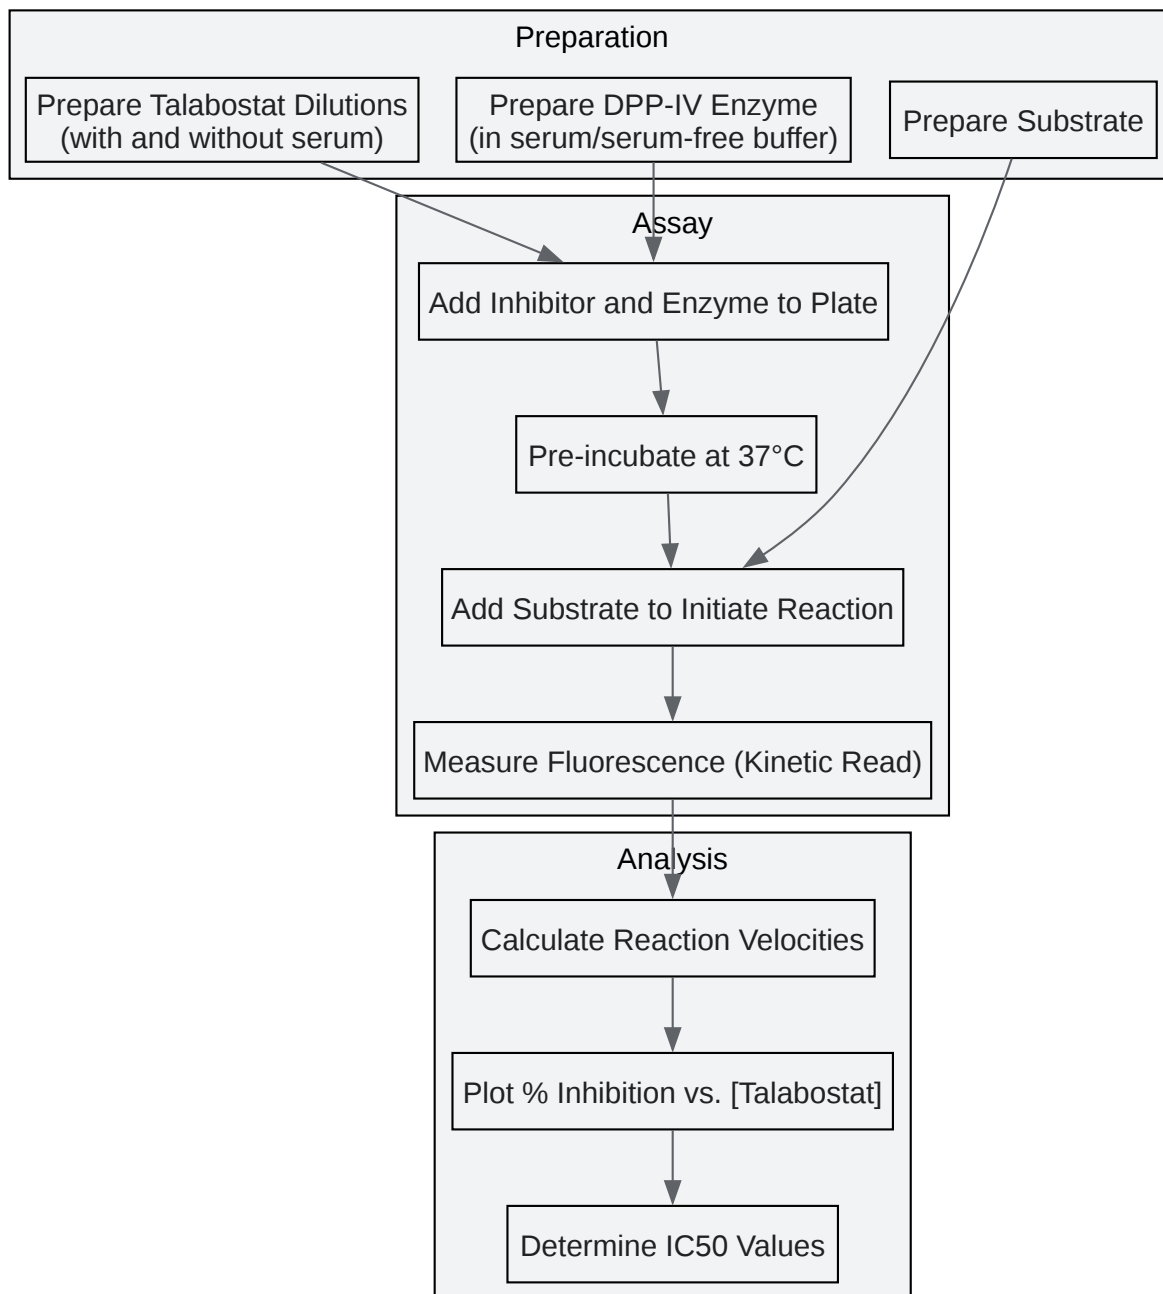 Preparation
Prepare Talabostat Dilutions
(with and without serum)
Prepare DPP-IV Enzyme
(in serum/serum-free buffer)
Prepare Substrate
Assay
Add Inhibitor and Enzyme to Plate
Pre-incubate at 37°C
Add Substrate to Initiate Reaction
Measure Fluorescence (Kinetic Read)
Analysis
Calculate Reaction Velocities
Plot % Inhibition vs. [Talabostat]
Determine IC50 Values